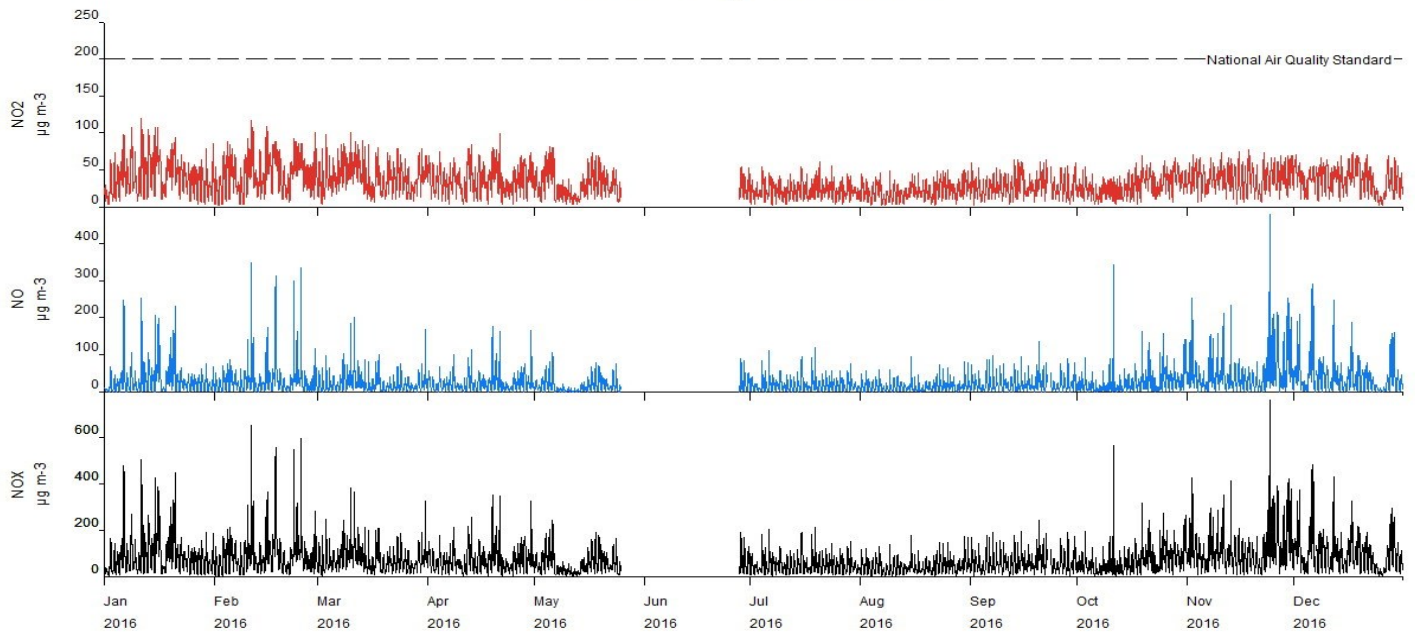 250
200
National Air Quality Standard
150
NO2
µg m-3
100
50
0
400
300
NO
µg m-3
200
100
0
600
NOX
µg m-3
400
200
0
Jan Feb Mar Apr May Jun Jul Aug Sep Oct Nov Dec
2016 2016 2016 2016 2016 2016 2016 2016 2016 2016 2016 2016